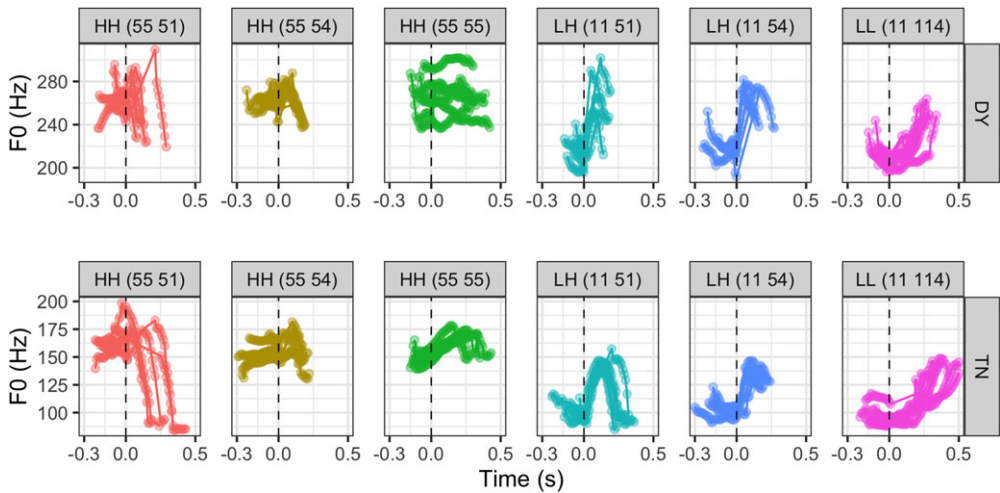 HH (55 51) HH (55 54) HH (55 55) LH (11 51) LH (11 54) LL (11 114)
F0 (Hz)
280
240
200
DY
-0.3 0.0 0.5 -0.3 0.0 0.5 -0.3 0.0 0.5 -0.3 0.0 0.5 -0.3 0.0 0.5 -0.3 0.0 0.5
HH (55 51) HH (55 54) HH (55 55) LH (11 51) LH (11 54) LL (11 114)
F0 (Hz)
200
175
150
125
100
TN
-0.3 0.0 0.5 -0.3 0.0 0.5 -0.3 0.0 0.5 -0.3 0.0 0.5 -0.3 0.0 0.5 -0.3 0.0 0.5
Time (s)